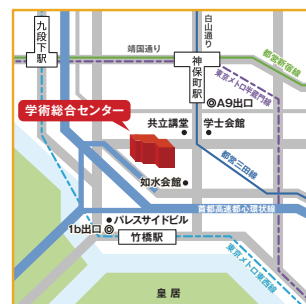 九段下駅
白山通り
靖国通り
神保町駅
都営新宿線
東京メトロ半蔵門線
A9出口
学術総合センター
共立講堂
学士会館
都営三田線
如水会館
首都高速都心環状線
パレスサイドビル
1b出口
竹橋駅
東京メトロ東西線
皇居